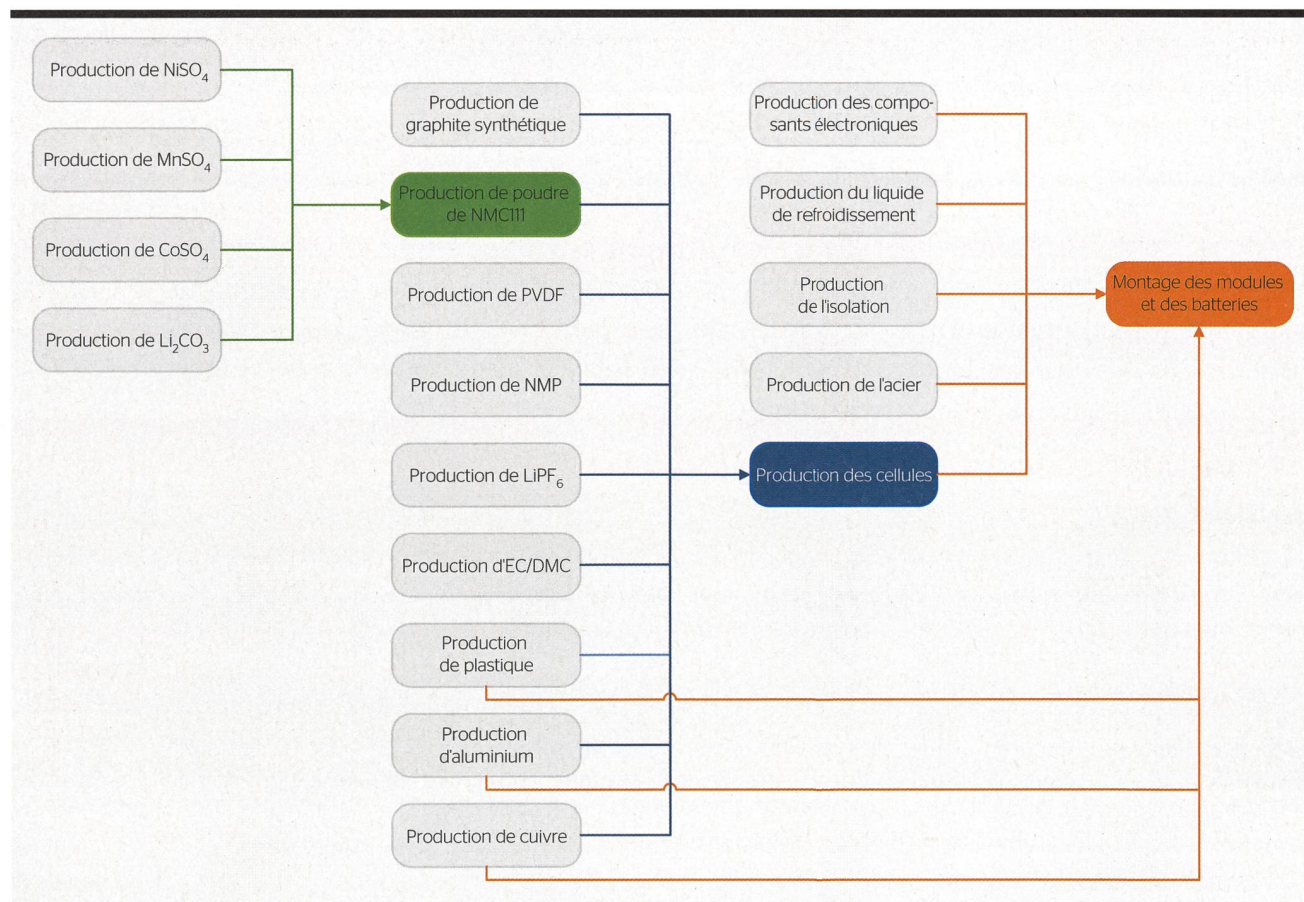 Production de NiSO₄
Production de MnSO₄
Production de CoSO₄
Production de Li₂CO₃
Production de
graphite synthétique
Production de poudre
de NMC111
Production de PVDF
Production de NMP
Production de LiPF₆
Production d'EC/DMC
Production
de plastique
Production
d'aluminium
Production de cuivre
Production des compo-
sants électroniques
Production du liquide
de refroidissement
Production
de l'isolation
Production de l'acier
Production des cellules
Montage des modules
et des batteries